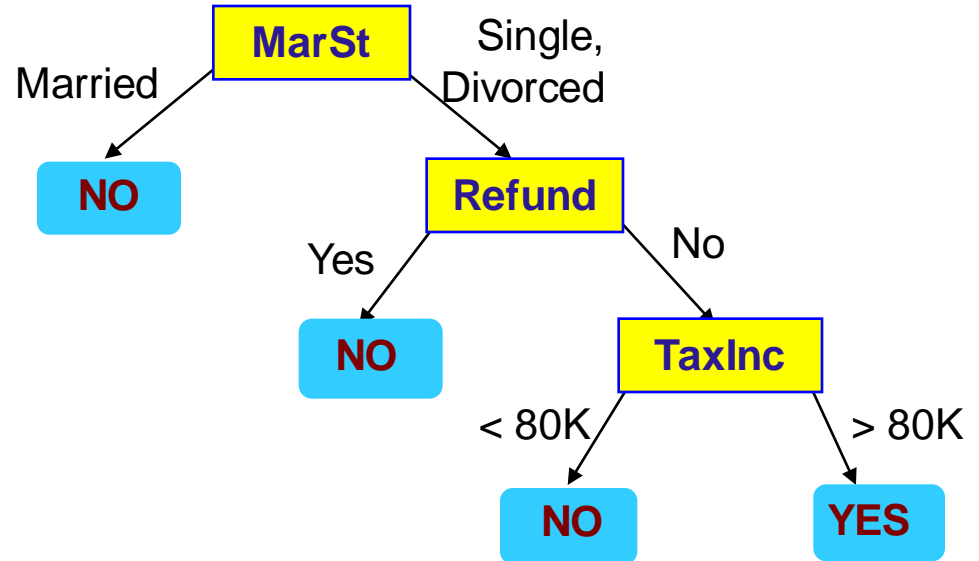 MarSt
Single,
Married
Divorced
NO
Refund
Yes
No
NO
TaxInc
< 80K
> 80K
NO
YES